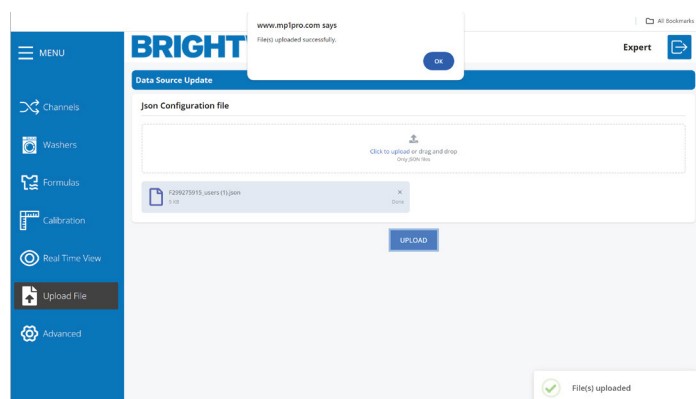 All Bookmarks
www.mp1pro.com says
File(s) uploaded successfully.
OK
MENU
BRIGHT
Expert
Data Source Update
Json Configuration file
Channels
Washers
Formulas
Calibration
Real Time View
Upload File
Advanced
Click to upload or drag and drop
Only JSON files
F299275915_users (1).json
5 KB
Done
UPLOAD
File(s) uploaded